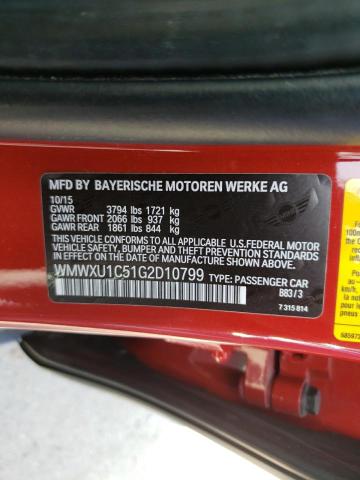 MFD BY BAYERISCHE MOTOREN WERKE AG
10/15
GVWR 3794 lbs 1721 kg
GAWR FRONT 2066 lbs 937 kg
GAWR REAR 1861 lbs 844 kg
THIS VEHICLE CONFORMS TO ALL APPLICABLE U.S. FEDERAL MOTOR
VEHICLE SAFETY, BUMPER AND THEFT PREVENTION STANDARDS
IN EFFECT ON THE DATE OF MANUFACTURE SHOWN ABOVE.
WMWXU1C51G2D10799 TYPE: PASSENGER CAR
883/3
7 315 814